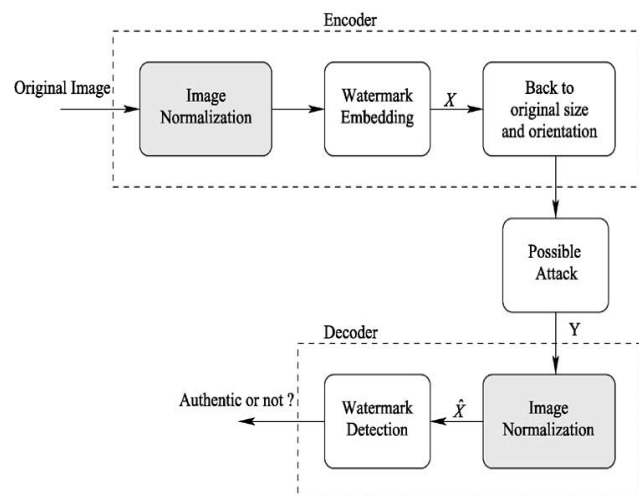 Encoder
Original Image
Image
Normalization
Watermark
Embedding
X
Back to
original size
and orientation
Possible
Attack
Y
Decoder
Authentic or not ?
Watermark
Detection
X̂
Image
Normalization